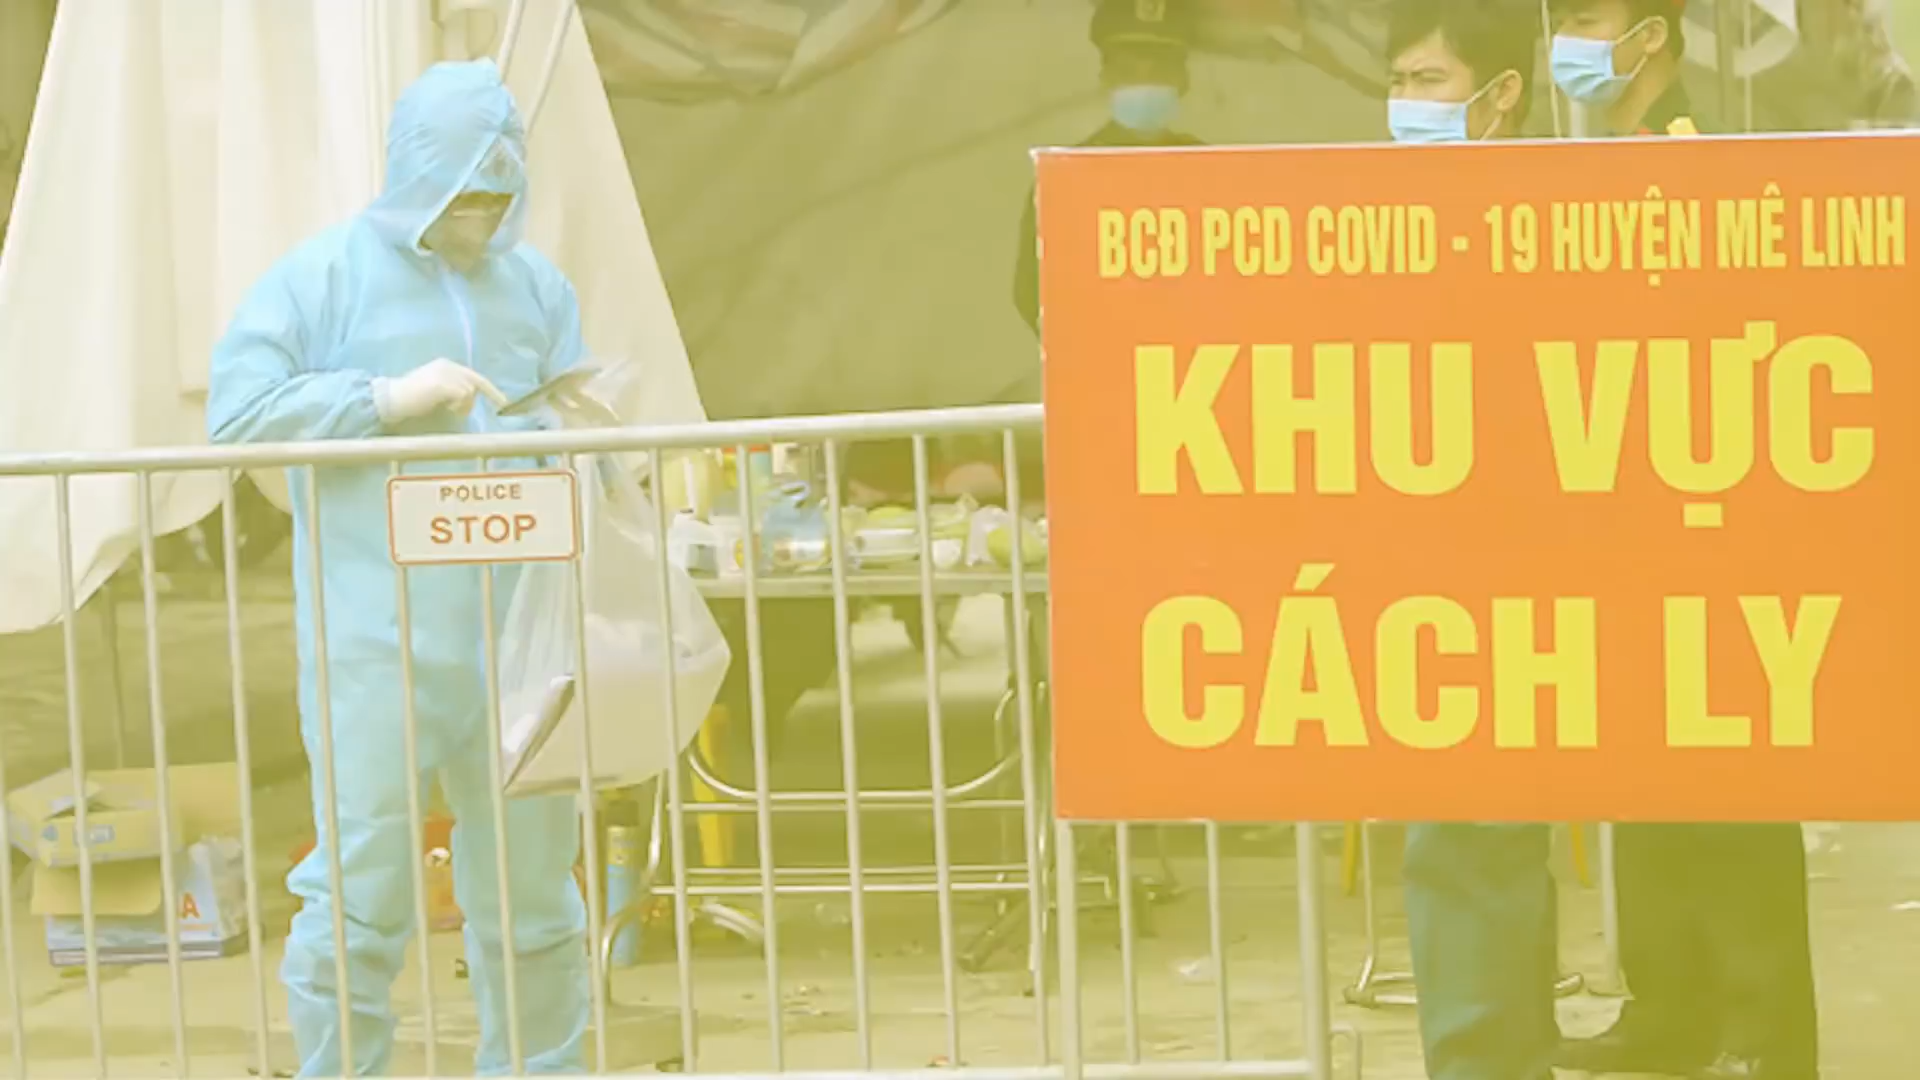 BCĐ PCD COVID - 19 HUYỆN MÊ LINH
KHU VỰC
CÁCH LY
POLICE
STOP
A